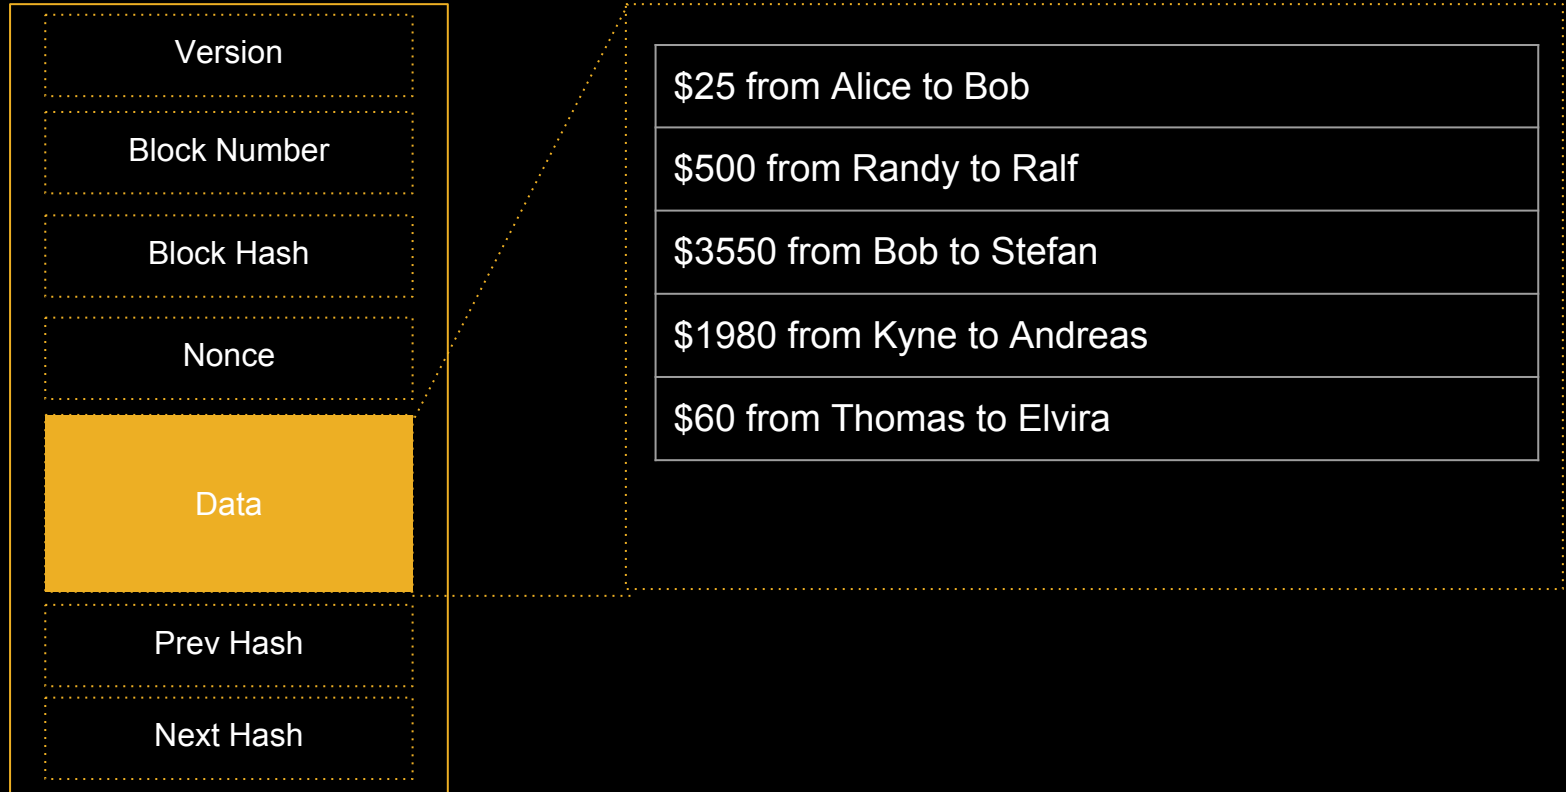 Version
Block Number
Block Hash
Nonce
Data
Prev Hash
Next Hash
$25 from Alice to Bob
$500 from Randy to Ralf
$3550 from Bob to Stefan
$1980 from Kyne to Andreas
$60 from Thomas to Elvira